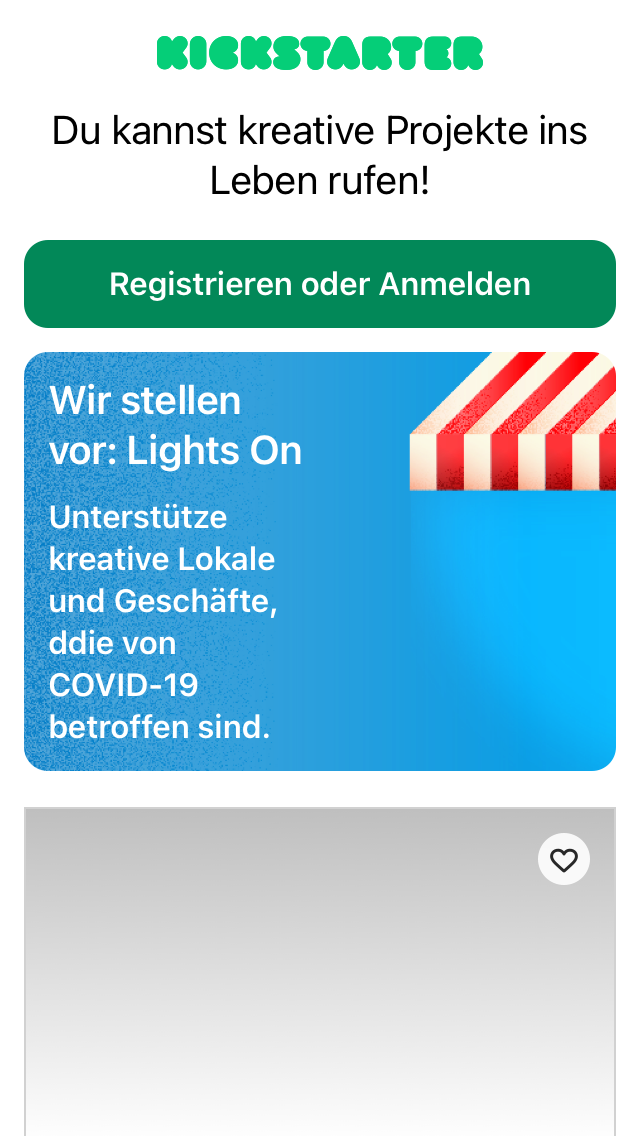 KICKSTARTER
Du kannst kreative Projekte ins
Leben rufen!
Registrieren oder Anmelden
Wir stellen
vor: Lights On
Unterstütze
kreative Lokale
und Geschäfte,
ddie von
COVID-19
betroffen sind.